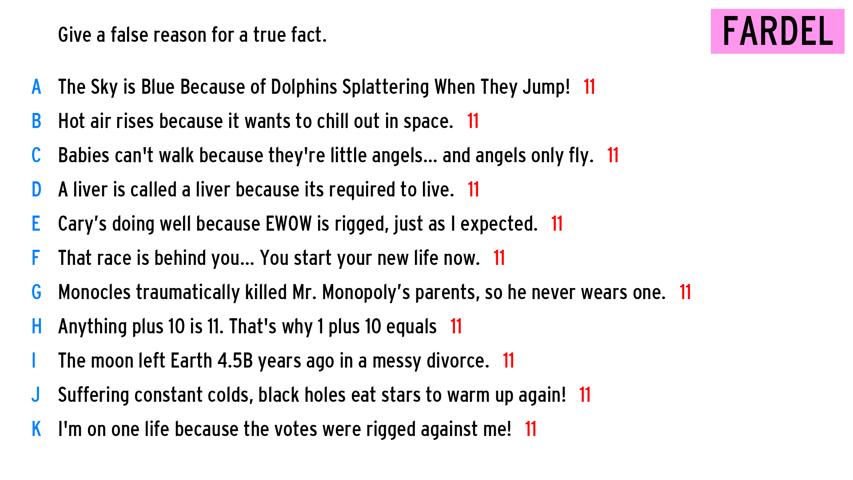 Give a false reason for a true fact.
FARDEL
A The Sky is Blue Because of Dolphins Splattering When They Jump! 11
B Hot air rises because it wants to chill out in space. 11
C Babies can't walk because they're little angels... and angels only fly. 11
D A liver is called a liver because its required to live. 11
E Cary’s doing well because EWOW is rigged, just as I expected. 11
F That race is behind you... You start your new life now. 11
G Monocles traumatically killed Mr. Monopoly’s parents, so he never wears one. 11
H Anything plus 10 is 11. That's why 1 plus 10 equals 11
I The moon left Earth 4.5B years ago in a messy divorce. 11
J Suffering constant colds, black holes eat stars to warm up again! 11
K I'm on one life because the votes were rigged against me! 11